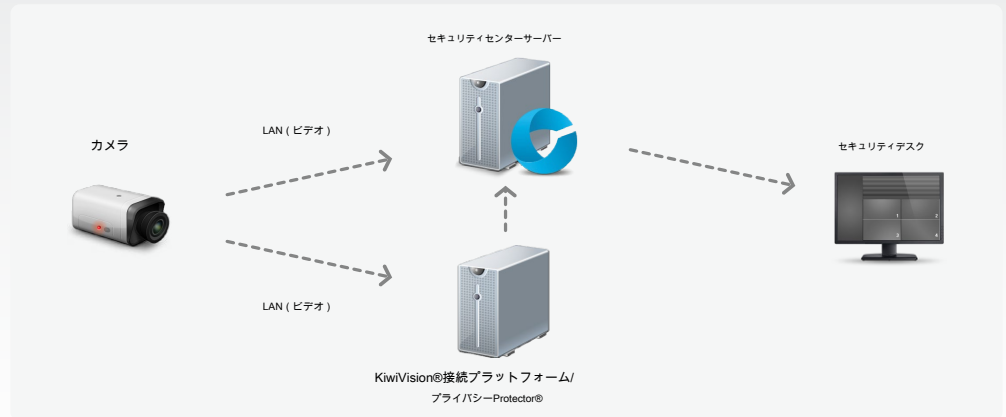 セキュリティセンターサーバー
LAN ( ビデオ )
カメラ
セキュリティデスク
1
2
3
4
LAN ( ビデオ )
KiwiVision®接続プラットフォーム/
プライバシーProtector®